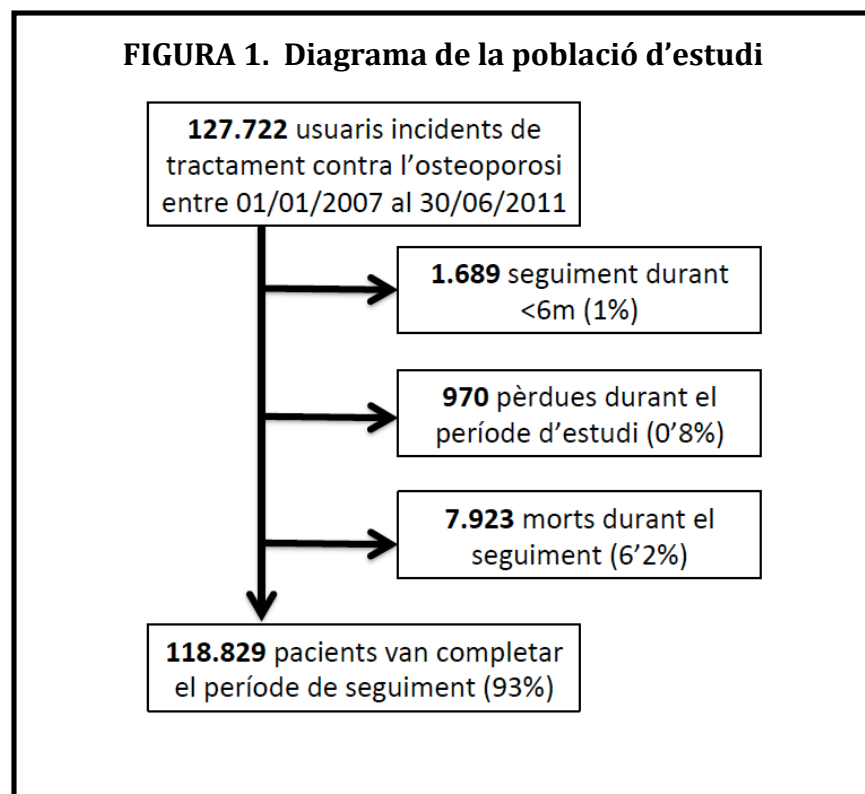 FIGURA 1. Diagrama de la població d’estudi
127.722 usuaris incidents de
tractament contra l’osteoporosi
entre 01/01/2007 al 30/06/2011
1.689 seguiment durant
<6m (1%)
970 pèrdues durant el
període d’estudi (0’8%)
7.923 morts durant el
seguiment (6’2%)
118.829 pacients van completar
el període de seguiment (93%)